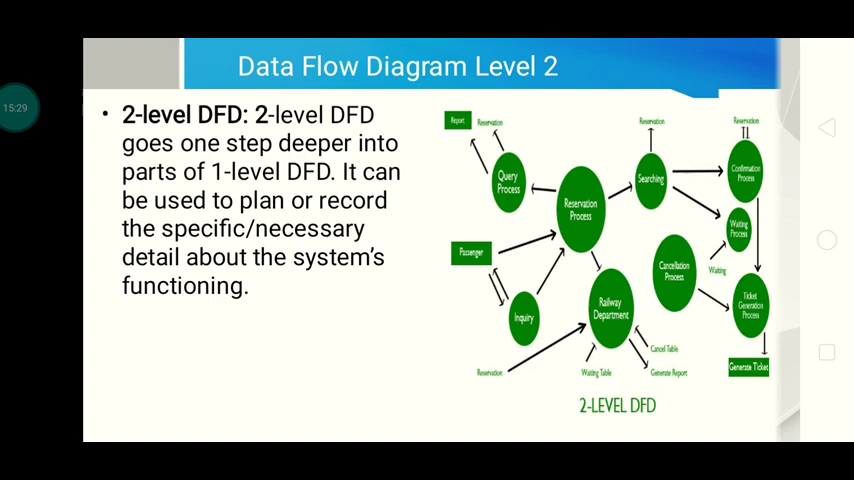 Data Flow Diagram Level 2
15:29
• 2-level DFD: 2-level DFD
goes one step deeper into
parts of 1-level DFD. It can
be used to plan or record
the specific/necessary
detail about the system's
functioning.
Report
Reservation
Reservation
Reservation
Query
Process
Reservation
Process
Searching
Confirmation
Process
Waiting
Process
Passenger
Waiting
Cancellation
Process
Inquiry
Railway
Department
Ticket
Generation
Process
Cancel Table
Reservation
Waiting Table
Generate Report
Generate Ticket
2-LEVEL DFD